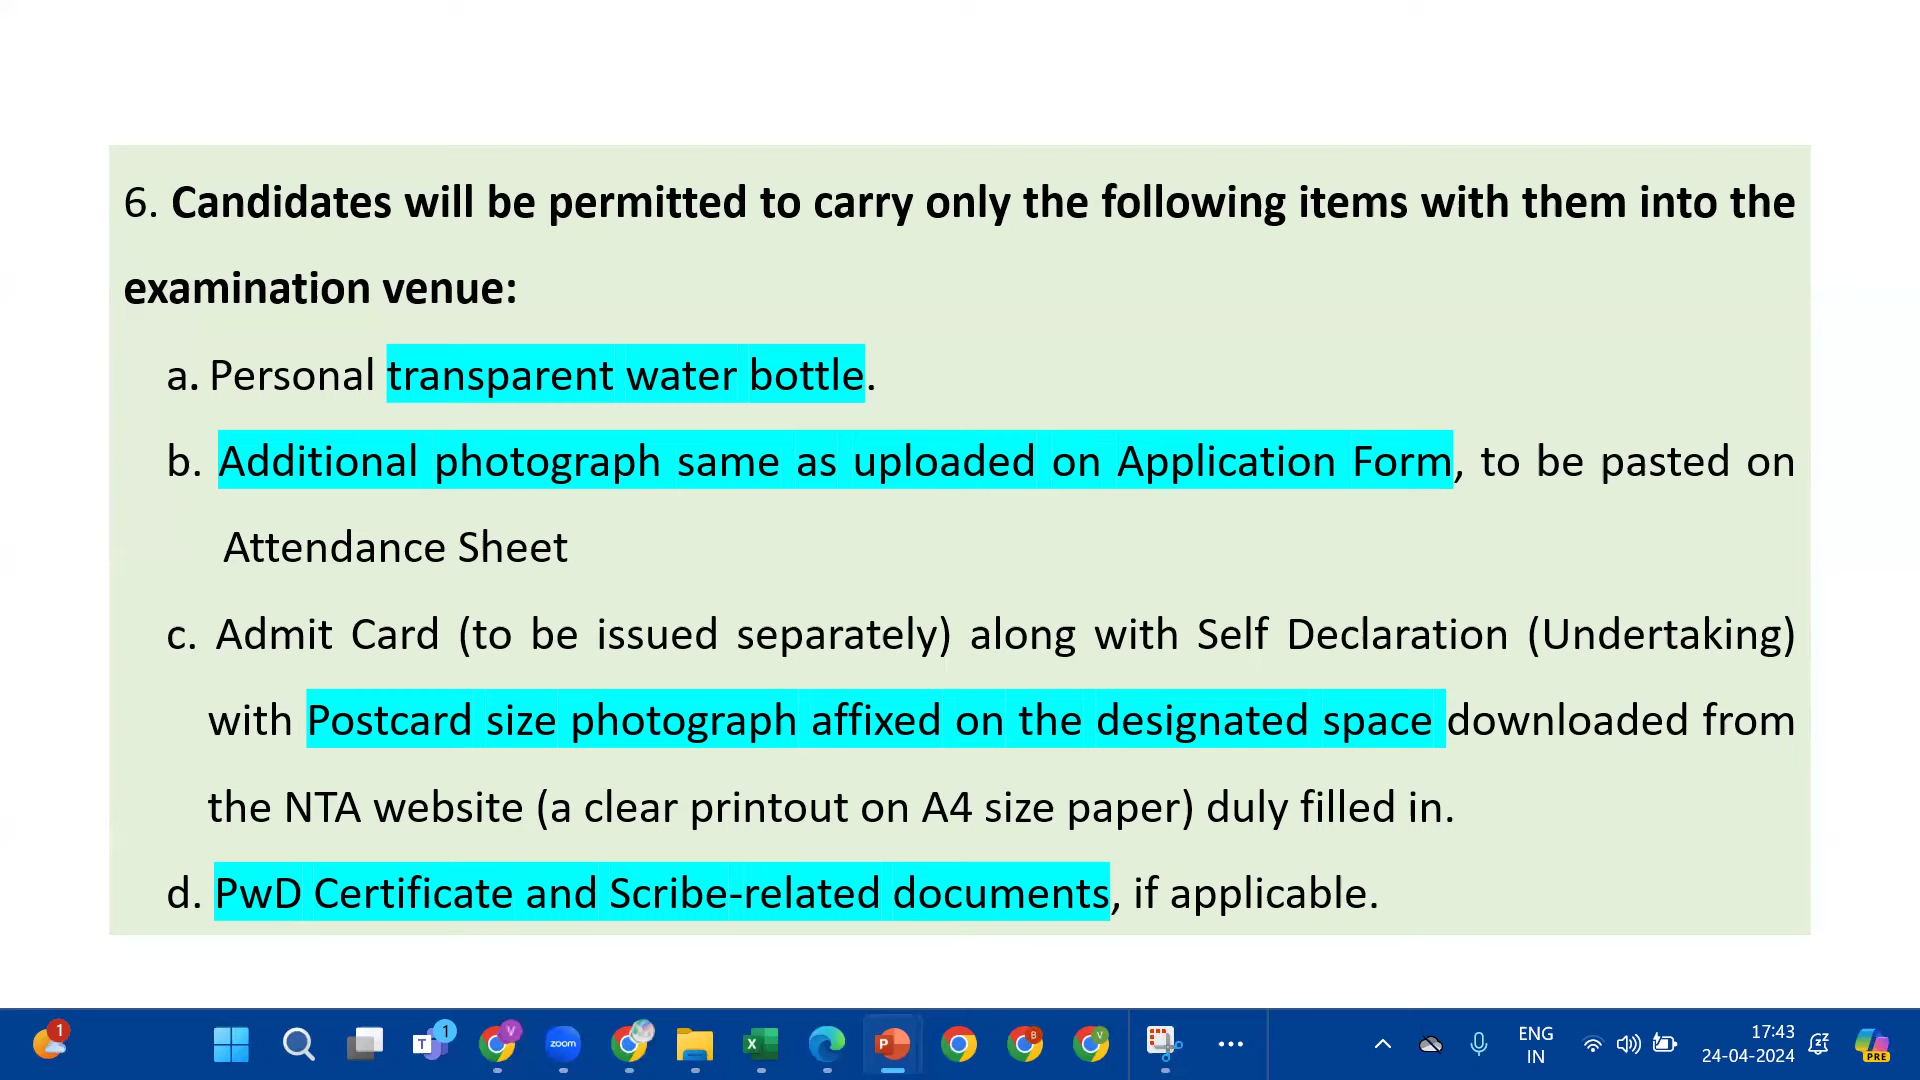 6. Candidates will be permitted to carry only the following items with them into the
examination venue:
a. Personal transparent water bottle.
b. Additional photograph same as uploaded on Application Form, to be pasted on
Attendance Sheet
c. Admit Card (to be issued separately) along with Self Declaration (Undertaking)
with Postcard size photograph affixed on the designated space downloaded from
the NTA website (a clear printout on A4 size paper) duly filled in.
d. PwD Certificate and Scribe-related documents, if applicable.
1
T 1
V
zoom
X
P
B
V
ENG
IN
17:43
24-04-2024
PRE